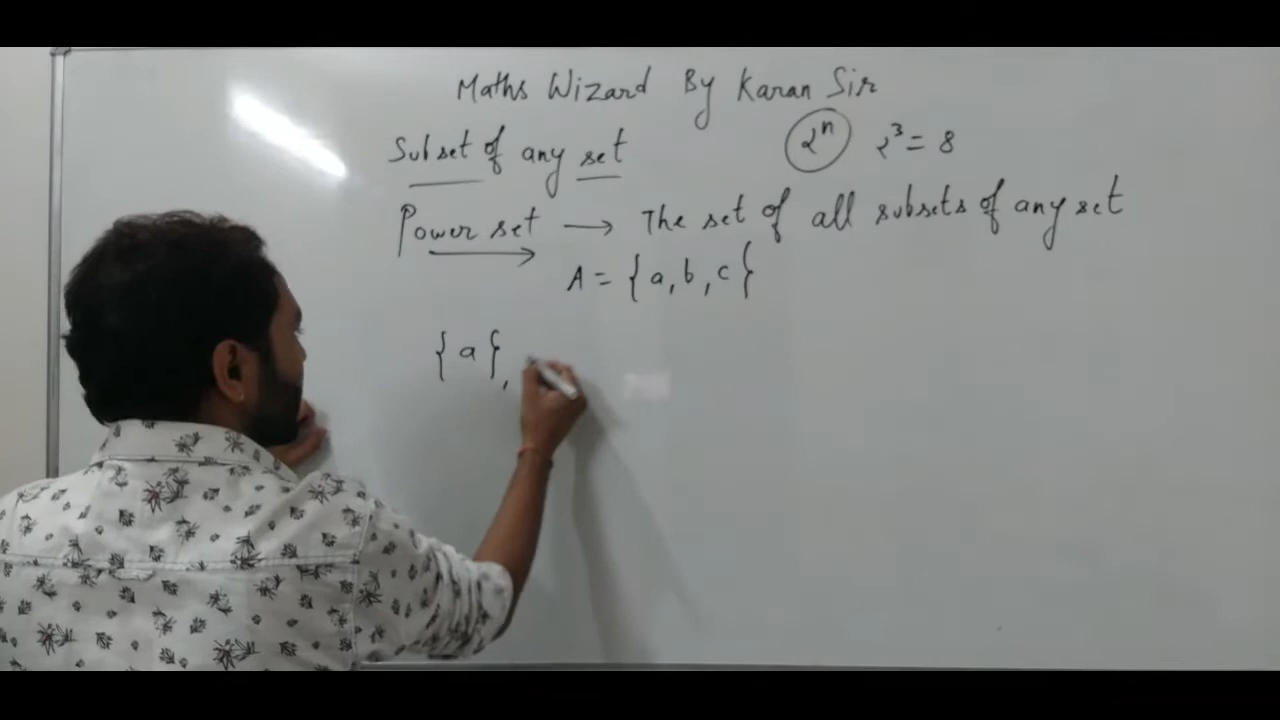 Maths Wizard By Karan Sir
Subset of any set
2ⁿ 2³ = 8
Power set → The set of all subsets of any set
A = { a, b, c }
{ a },